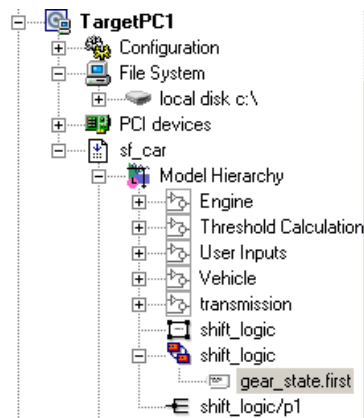 TargetPC1
Configuration
File System
local disk c:\
PCI devices
sf_car
Model Hierarchy
Engine
Threshold Calculation
User Inputs
Vehicle
transmission
shift_logic
shift_logic
gear_state.first
shift_logic/p1